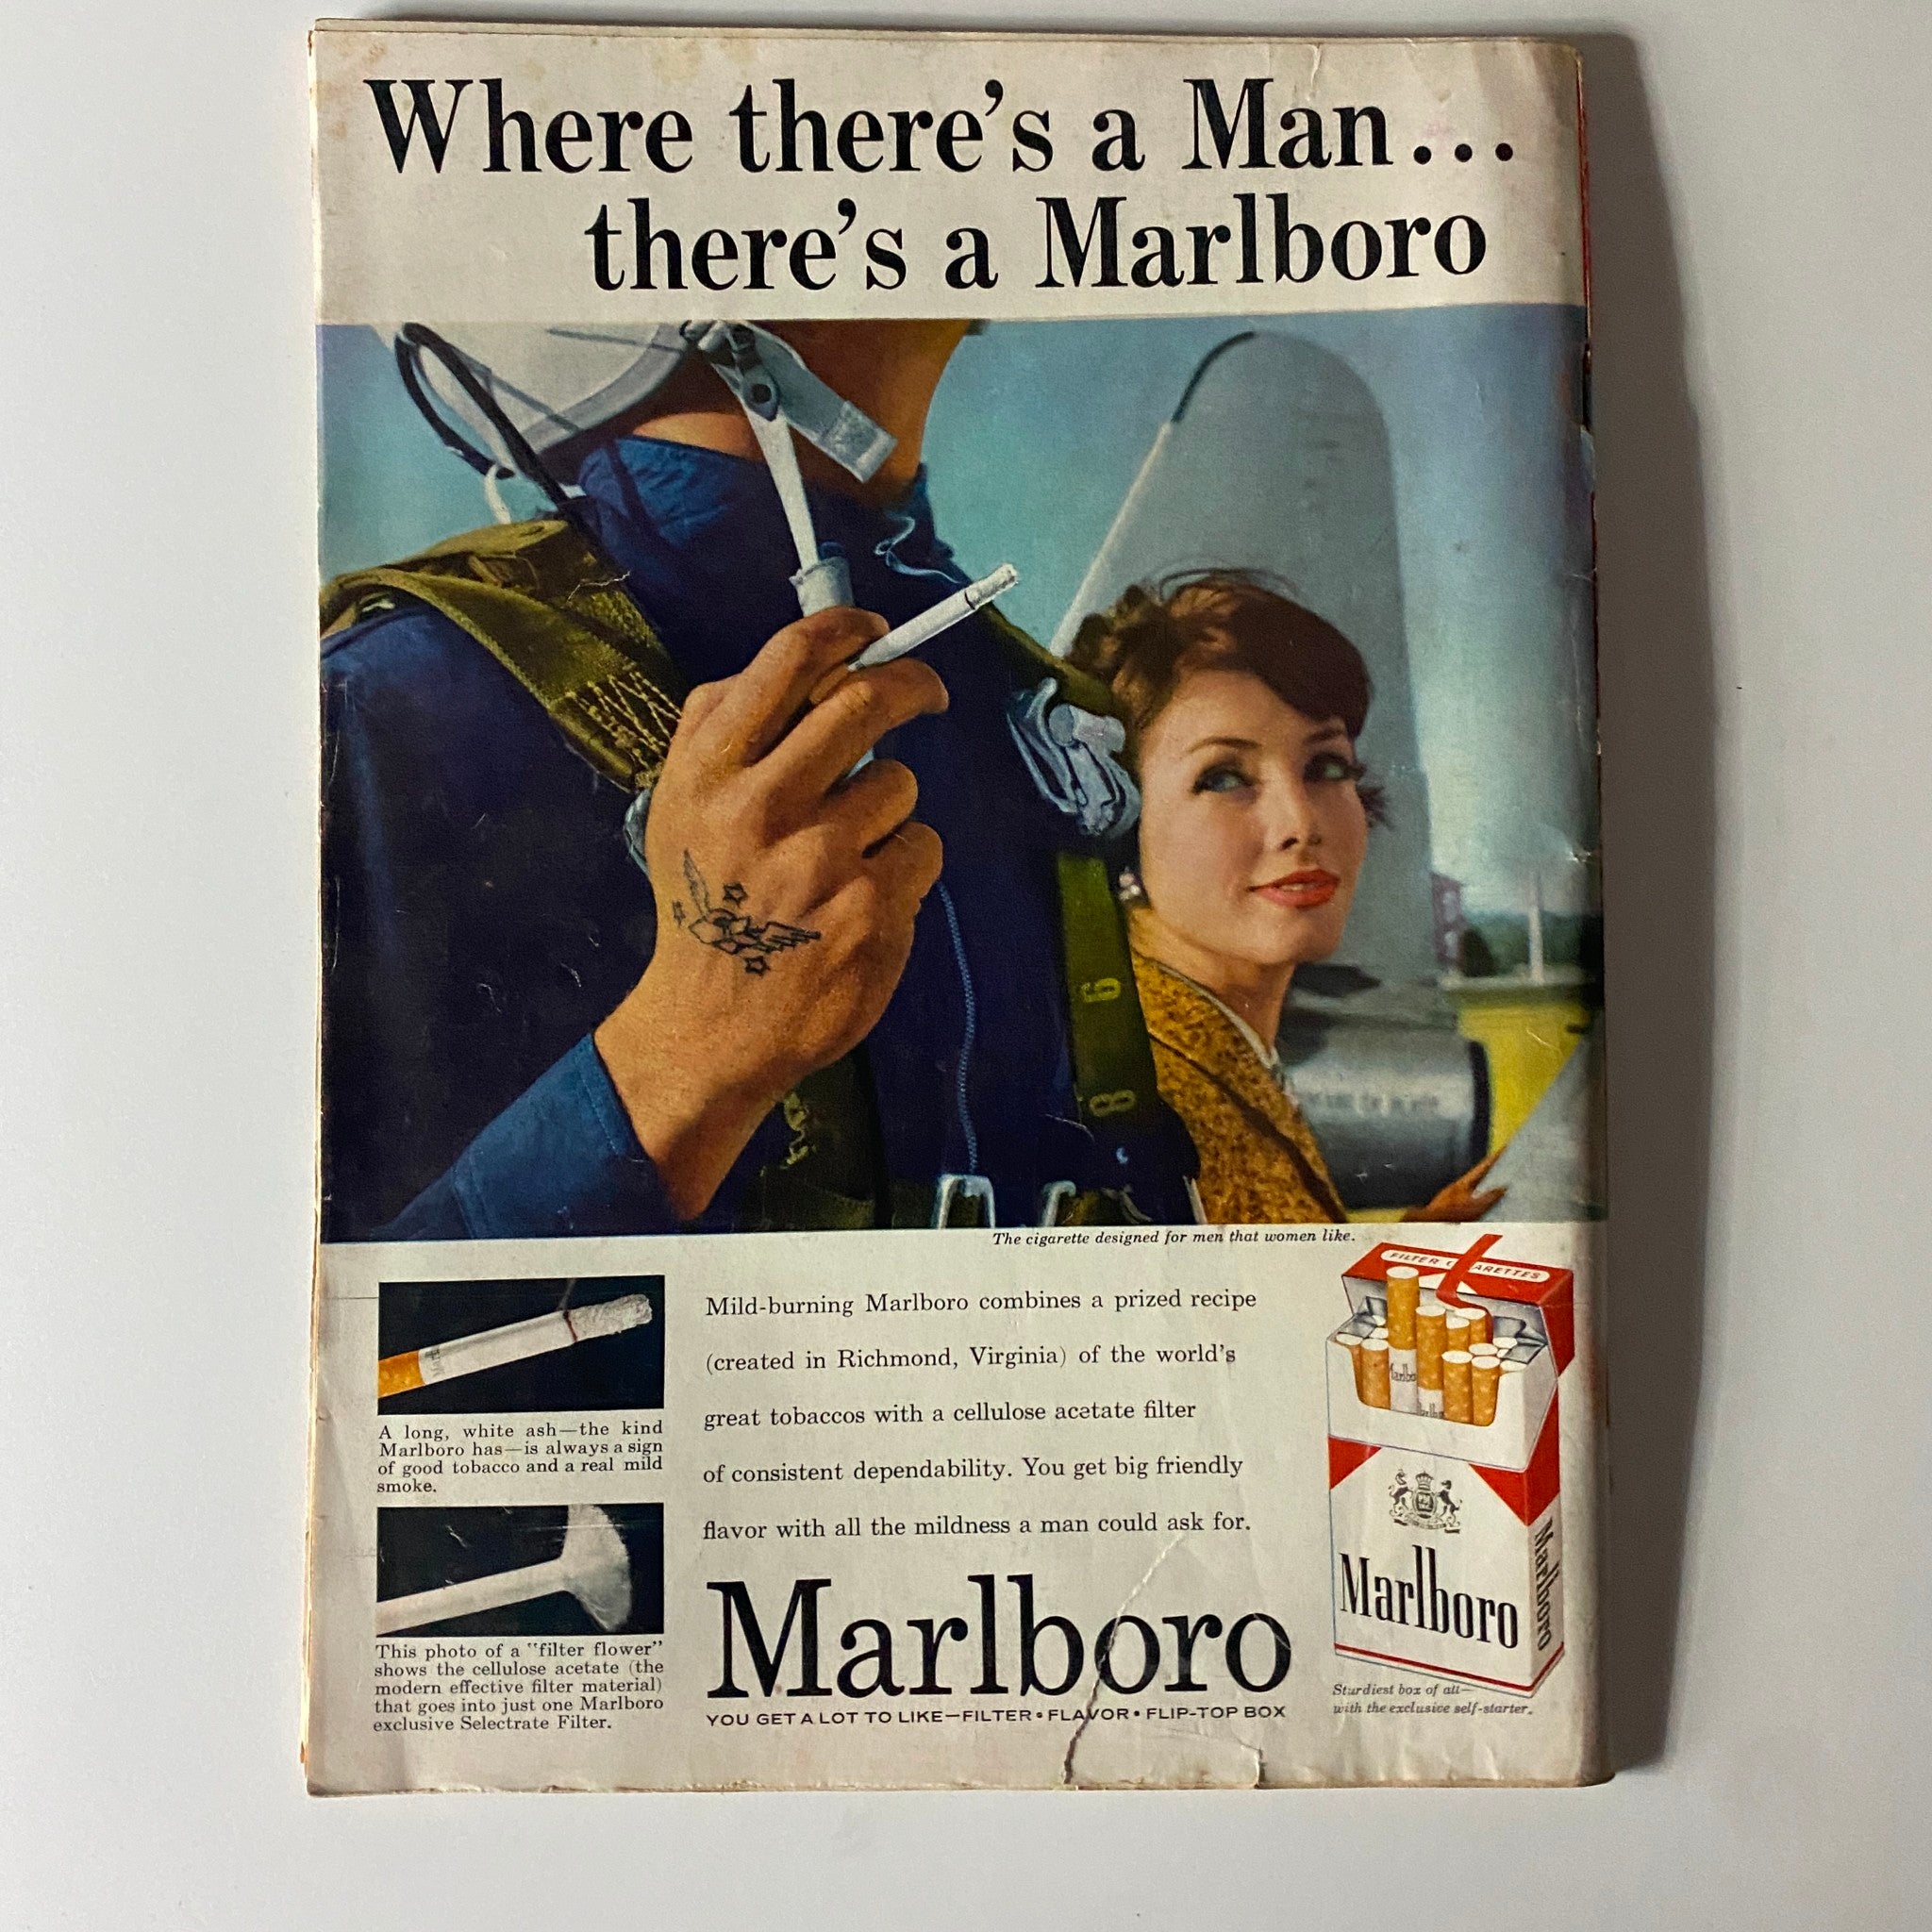 Where there's a Man...
there's a Marlboro
6
8
The cigarette designed for men that women like.
A long, white ash—the kind
Marlboro has—is always a sign
of good tobacco and a real mild
smoke.
This photo of a "filter flower"
shows the cellulose acetate (the
modern effective filter material)
that goes into just one Marlboro
exclusive Selectrate Filter.
Mild-burning Marlboro combines a prized recipe
(created in Richmond, Virginia) of the world's
great tobaccos with a cellulose acetate filter
of consistent dependability. You get big friendly
flavor with all the mildness a man could ask for.
Marlboro
YOU GET A LOT TO LIKE—FILTER • FLAVOR • FLIP-TOP BOX
FILTER C ARETTES
Marlboro
Marlboro
Sturdiest box of all—
with the exclusive self-starter.